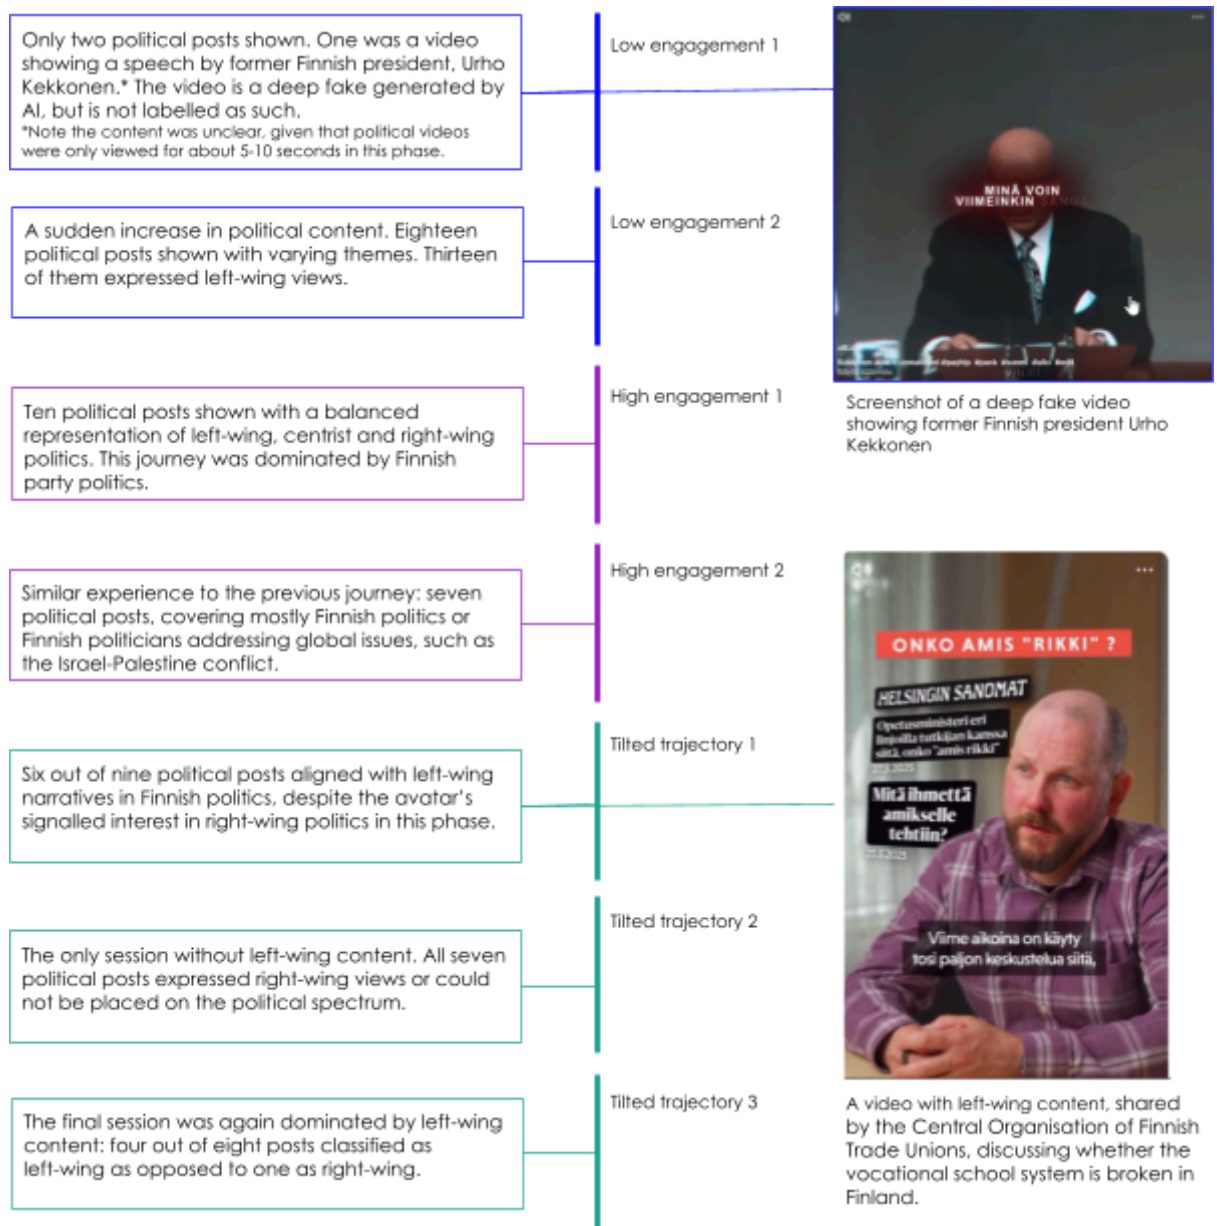 Only two political posts shown. One was a video
showing a speech by former Finnish president, Urho
Kekkonen.* The video is a deep fake generated by
AI, but is not labelled as such.
*Note the content was unclear, given that political videos
were only viewed for about 5-10 seconds in this phase.
Low engagement 1
MINÄ VOIN
VIIMEINKIN SANOA
Screenshot of a deep fake video
showing former Finnish president Urho
Kekkonen
A sudden increase in political content. Eighteen
political posts shown with varying themes. Thirteen
of them expressed left-wing views.
Low engagement 2
Ten political posts shown with a balanced
representation of left-wing, centrist and right-wing
politics. This journey was dominated by Finnish
party politics.
High engagement 1
Similar experience to the previous journey: seven
political posts, covering mostly Finnish politics or
Finnish politicians addressing global issues, such as
the Israel-Palestine conflict.
High engagement 2
Six out of nine political posts aligned with left-wing
narratives in Finnish politics, despite the avatar's
signalled interest in right-wing politics in this phase.
Tilted trajectory 1
ONKO AMIS "RIKKI" ?
HELSINGIN SANOMAT
Opetusministeri eri
linjoilla tutkijan kanssa
siitä, onko "amis rikki"
Mitä ihmettä
amikselle
tehtiin?
Viime aikoina on käyty
tosi paljon keskustelua siitä,
A video with left-wing content, shared
by the Central Organisation of Finnish
Trade Unions, discussing whether the
vocational school system is broken in
Finland.
The only session without left-wing content. All seven
political posts expressed right-wing views or could
not be placed on the political spectrum.
Tilted trajectory 2
The final session was again dominated by left-wing
content: four out of eight posts classified as
left-wing as opposed to one as right-wing.
Tilted trajectory 3